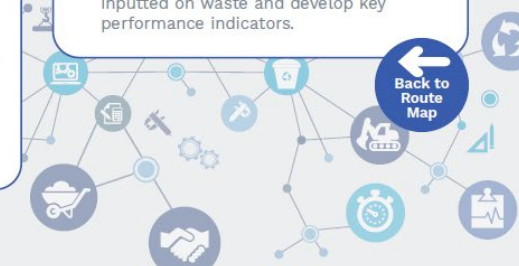 inputted on waste and develop key
performance indicators.
Back to
Route
Map